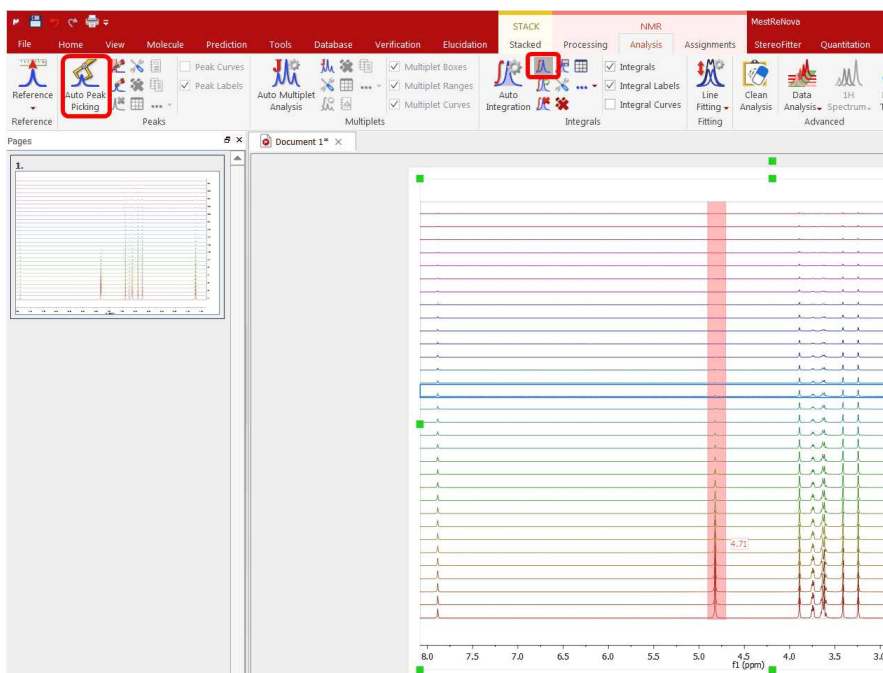 STACK NMR MestReNova
File Home View Molecule Prediction Tools Database Verification Elucidation Stacked Processing Analysis Assignments StereoFitter Quantitation
Reference
Auto Peak Picking
Peak Curves
Peak Labels
Auto Multiplet Analysis
Multiplet Boxes
Multiplet Ranges
Multiplet Curves
Auto Integration
Integrals
Integral Labels
Integral Curves
Line Fitting
Clean Analysis
Data Analysis
1H Spectrum
Reference Peaks Multiplets Integrals Fitting Advanced
Pages
Document 1*
1.
4.71
8.0 7.5 7.0 6.5 6.0 5.5 5.0 4.5 4.0 3.5 3.0
f1 (ppm)